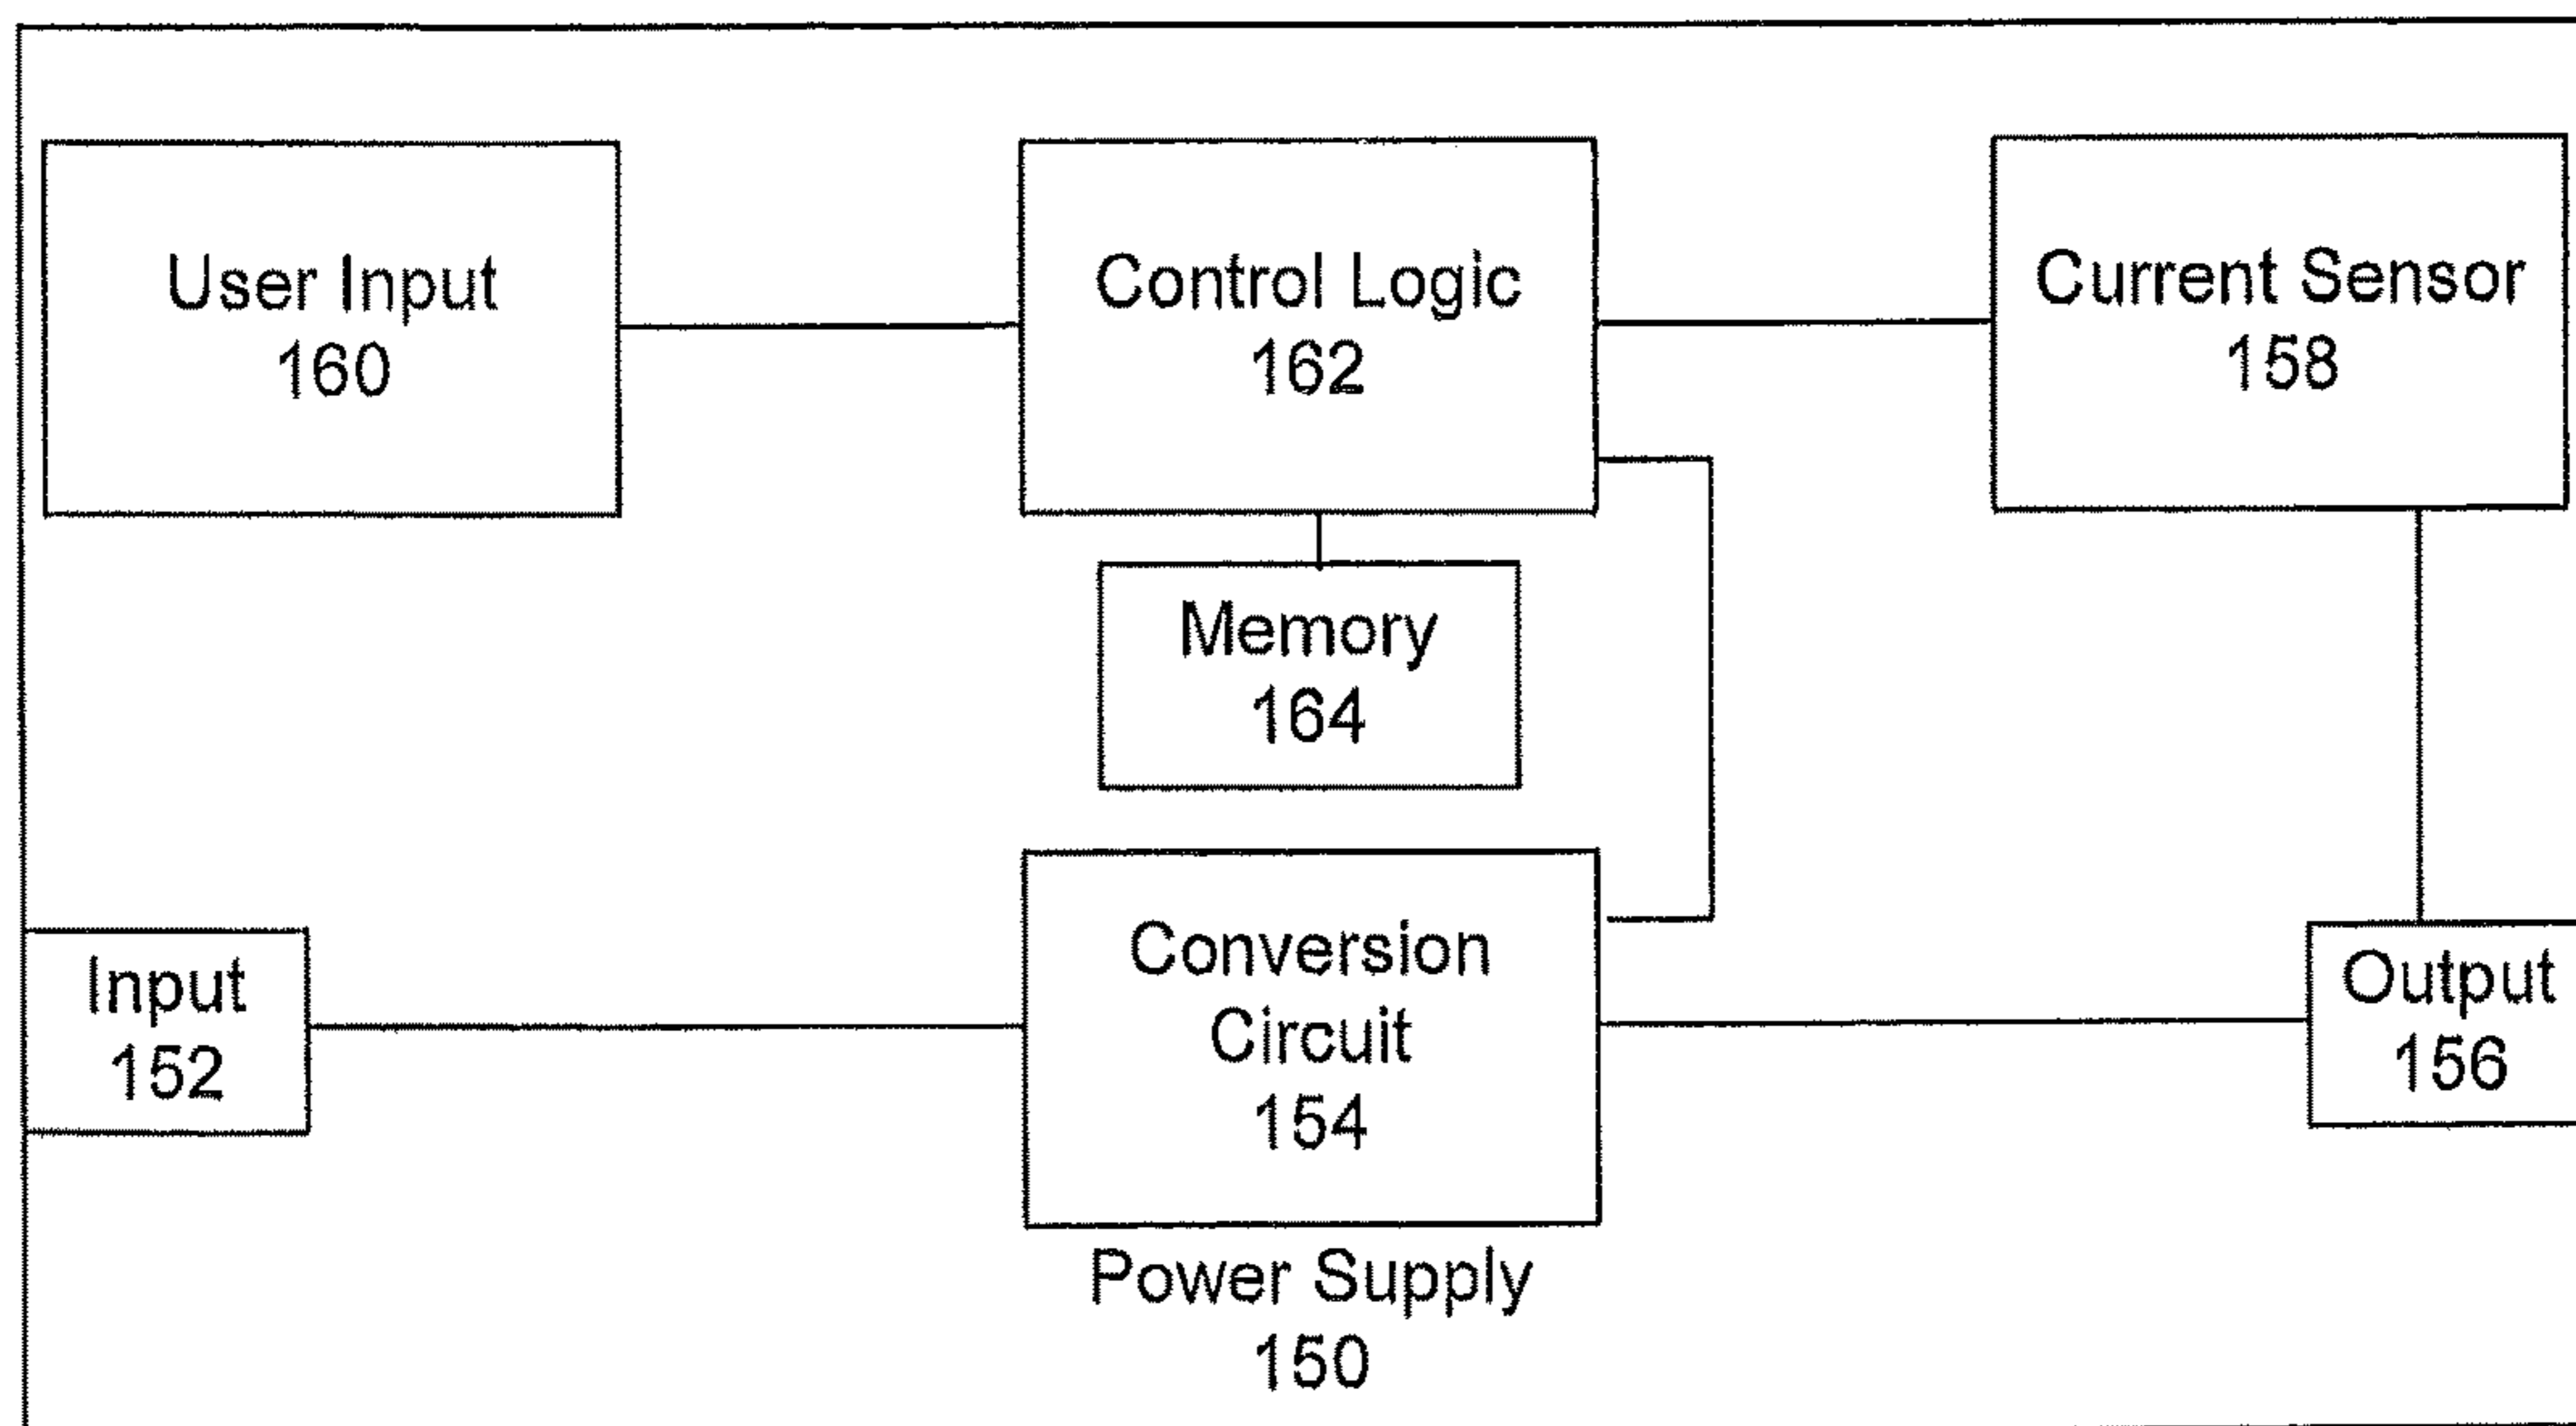 User Input
160
Control Logic
162
Current Sensor
158
Memory
164
Input
152
Conversion
Circuit
154
Output
156
Power Supply
150